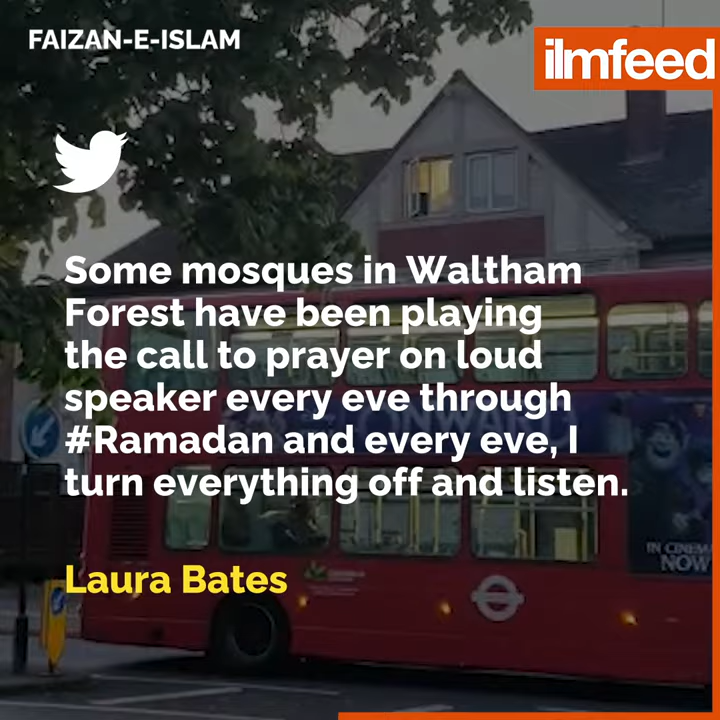 FAIZAN-E-ISLAM
ilmfeed
Some mosques in Waltham
Forest have been playing
the call to prayer on loud
speaker every eve through
#Ramadan and every eve, I
turn everything off and listen.
Laura Bates
IN CINEMAS
NOW